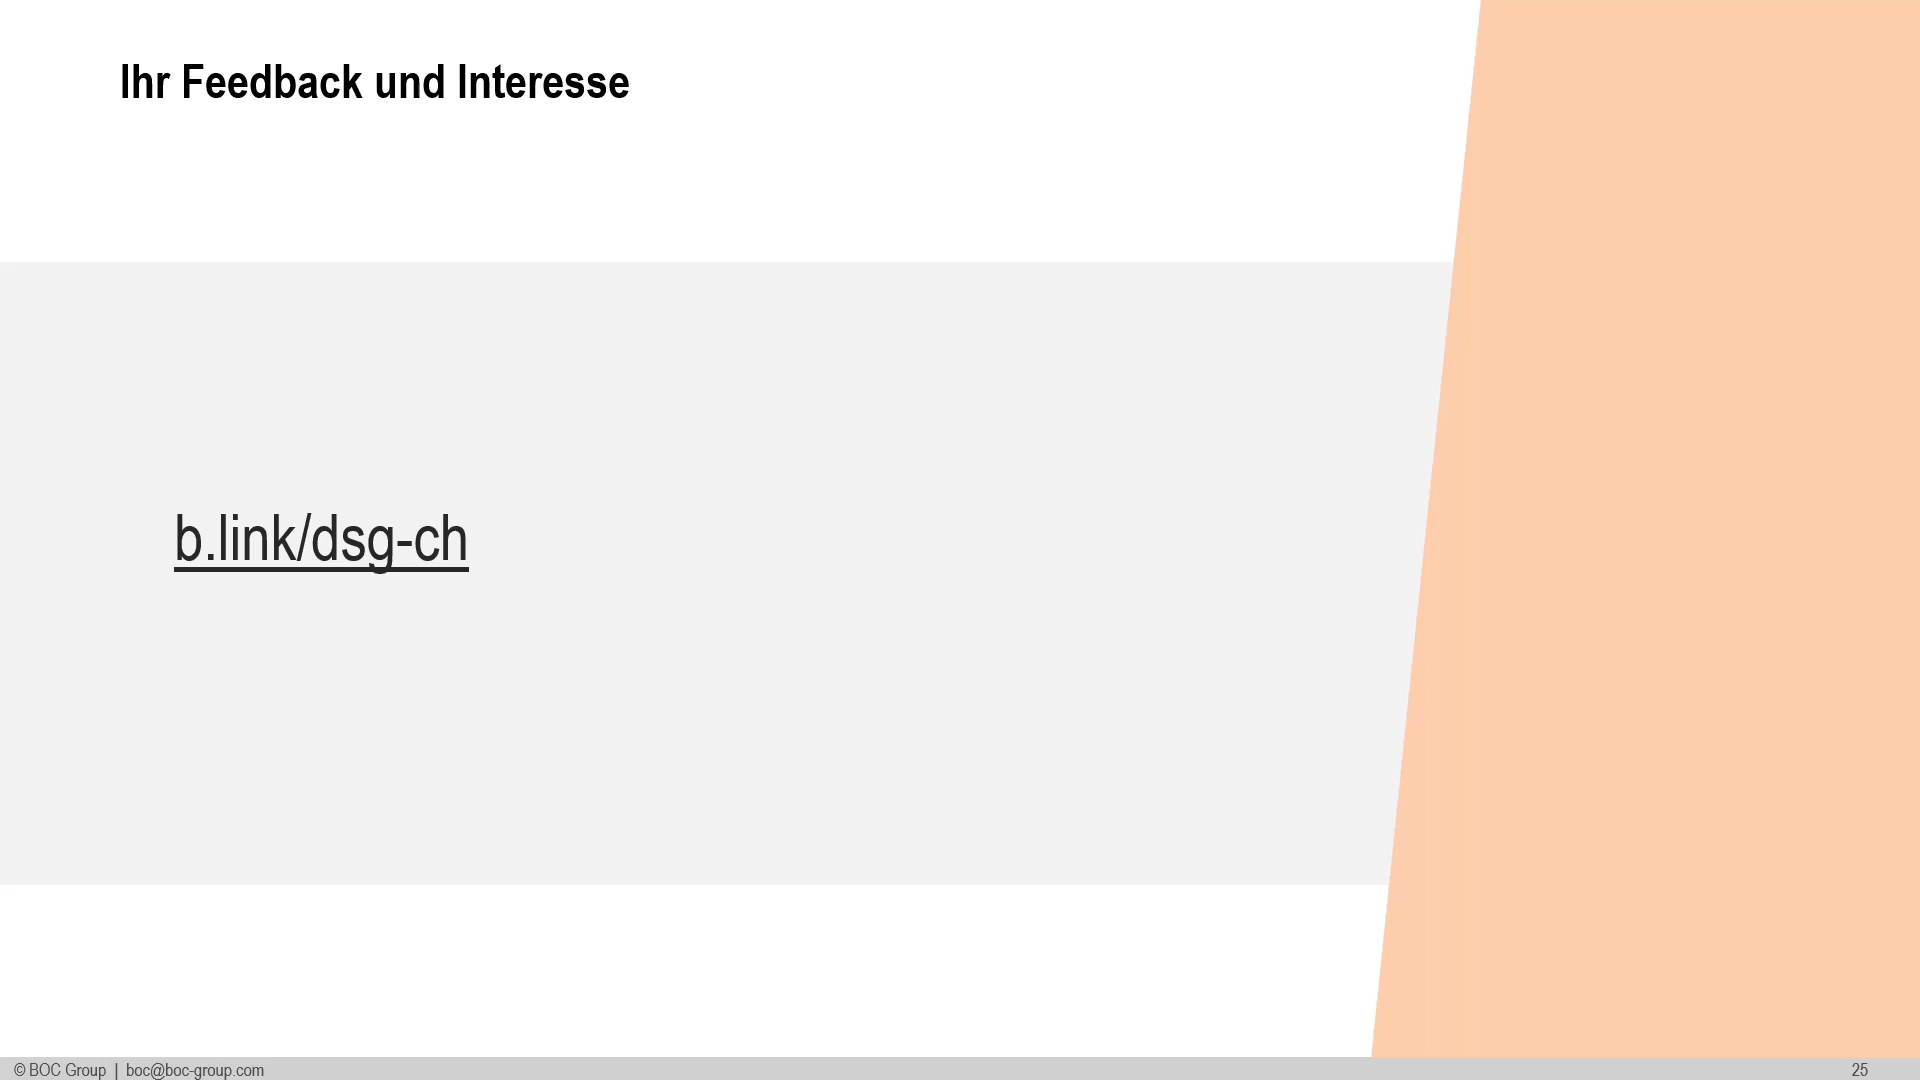 Ihr Feedback und Interesse
b.link/dsg-ch
© BOC Group | boc@boc-group.com
25